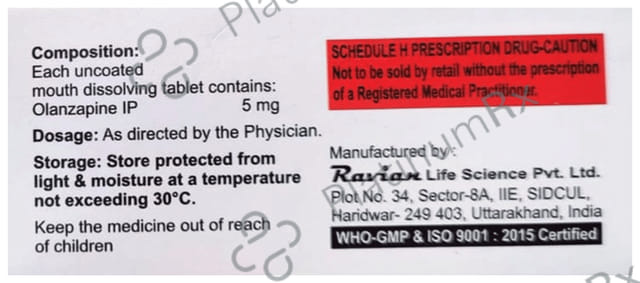 Composition:
Each uncoated
mouth dissolving tablet contains:
Olanzapine IP 5 mg
Dosage: As directed by the Physician.
Storage: Store protected from
light & moisture at a temperature
not exceeding 30°C.
Keep the medicine out of reach
of children
SCHEDULE H PRESCRIPTION DRUG-CAUTION
Not to be sold by retail without the prescription
of a Registered Medical Practitioner.
Manufactured by :
Ravian Life Science Pvt. Ltd.
Plot No. 34, Sector-8A, IIE, SIDCUL,
Haridwar- 249 403, Uttarakhand, India
WHO-GMP & ISO 9001 : 2015 Certified
PlatinumRx